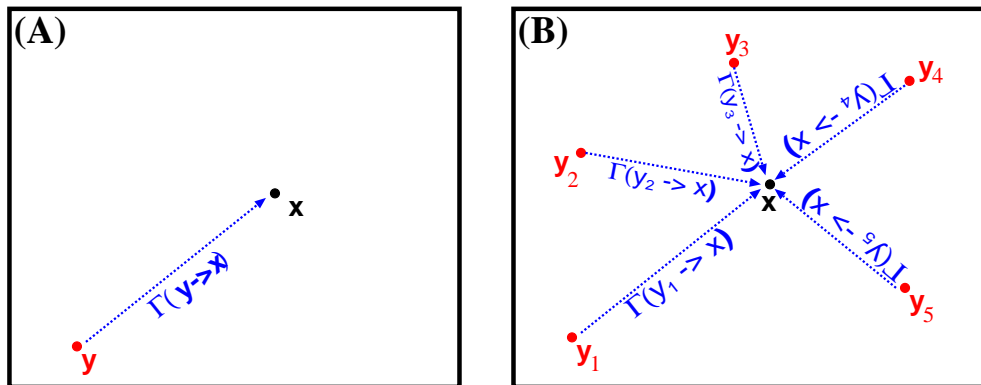 (A)
x
Γ(y->x)
y
(B)
y₃
y₄
Γ(y₃ -> x)
Γ(y₄ -> x)
y₂
Γ(y₂ -> x)
x
Γ(y₅ -> x)
Γ(y₁ -> x)
y₅
y₁